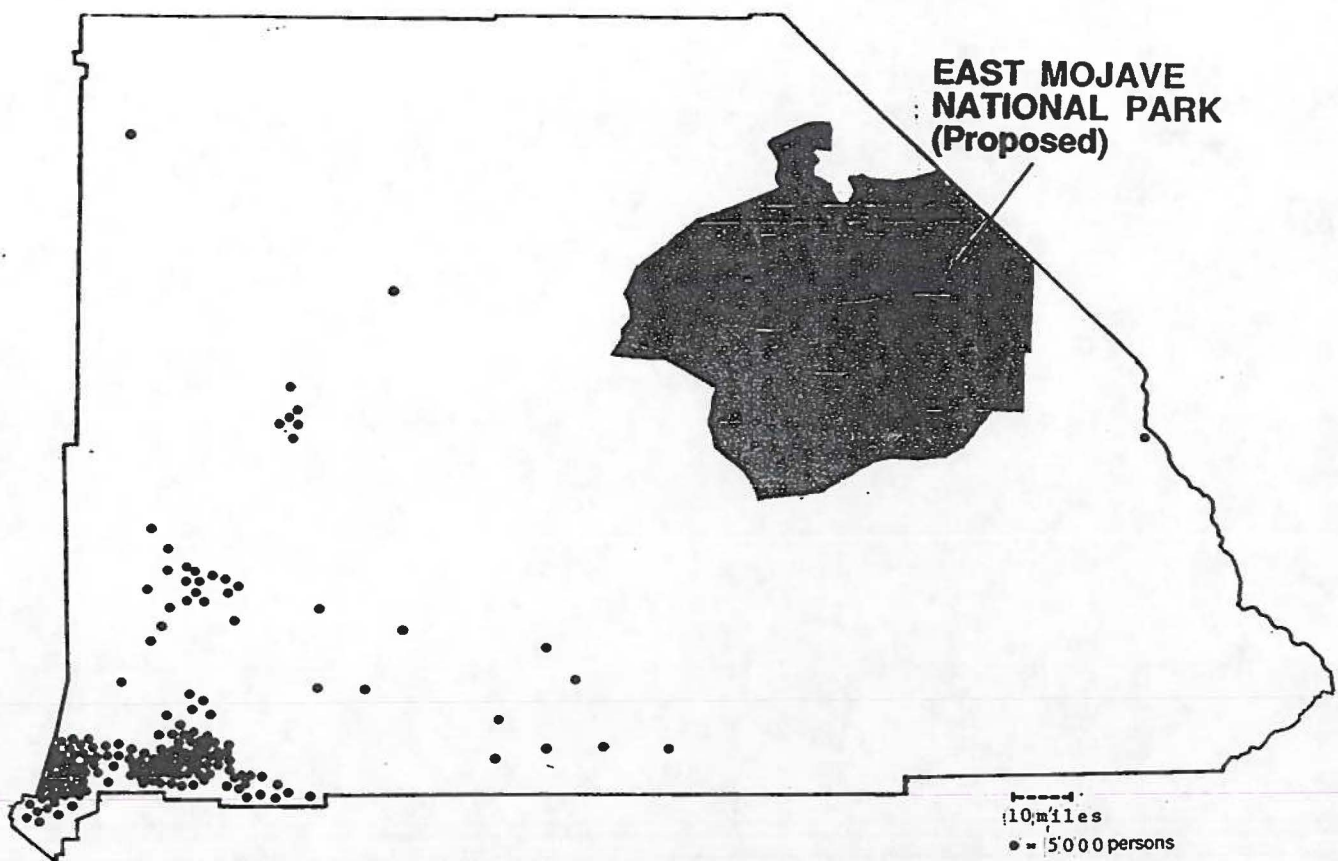 EAST MOJAVE
NATIONAL PARK
(Proposed)
10 miles
● = 5000 persons